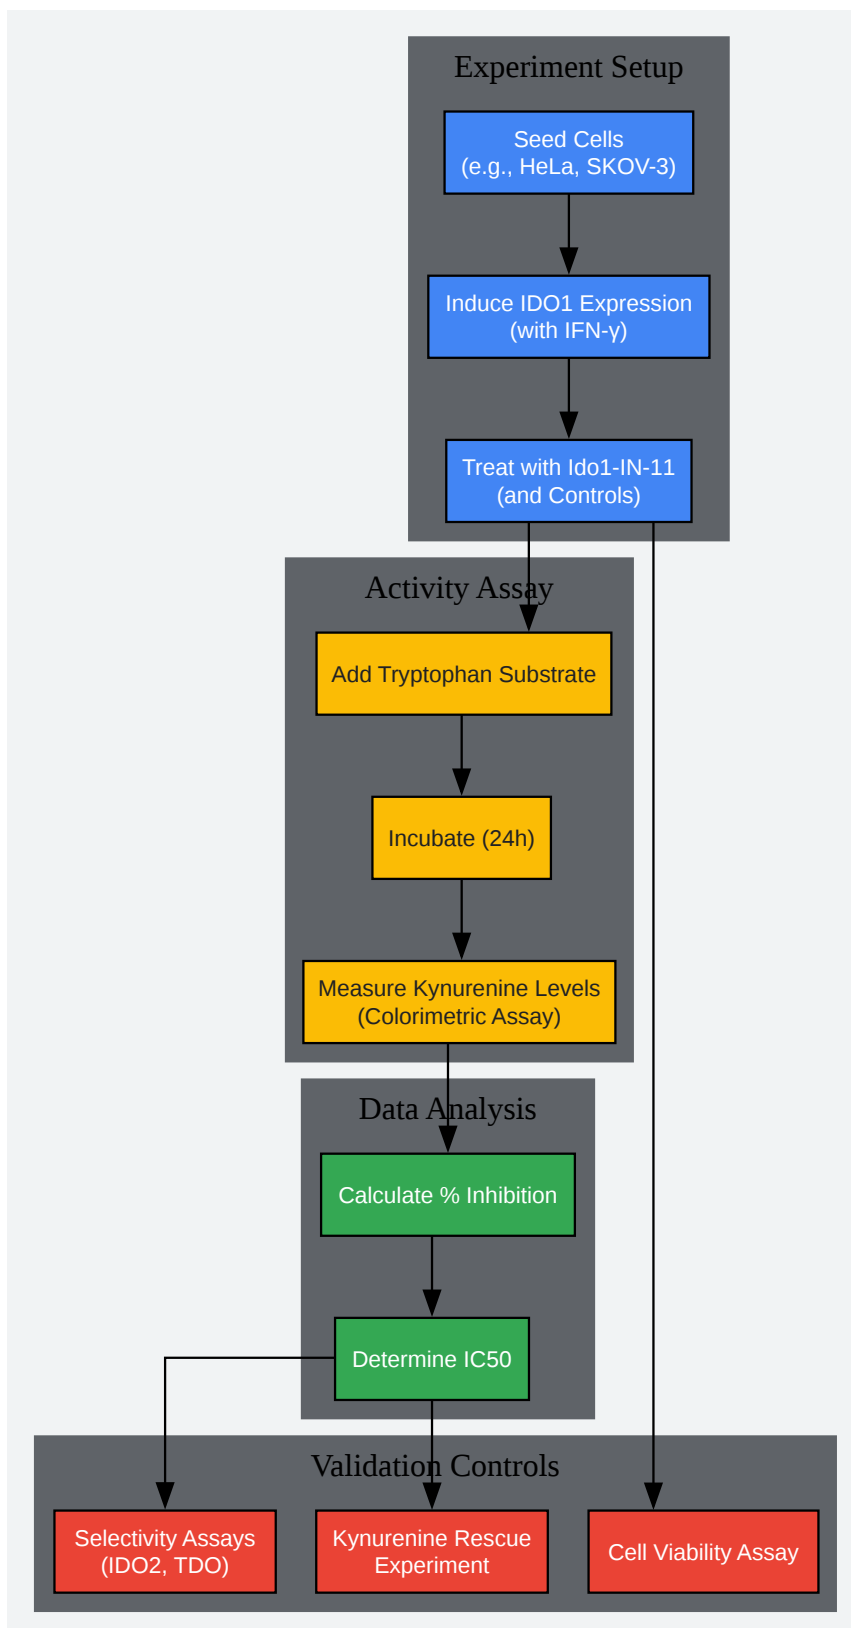 Experiment Setup
Seed Cells
(e.g., HeLa, SKOV-3)
Induce IDO1 Expression
(with IFN-γ)
Treat with Ido1-IN-11
(and Controls)
Activity Assay
Add Tryptophan Substrate
Incubate (24h)
Measure Kynurenine Levels
(Colorimetric Assay)
Data Analysis
Calculate % Inhibition
Determine IC50
Validation Controls
Selectivity Assays
(IDO2, TDO)
Kynurenine Rescue
Experiment
Cell Viability Assay